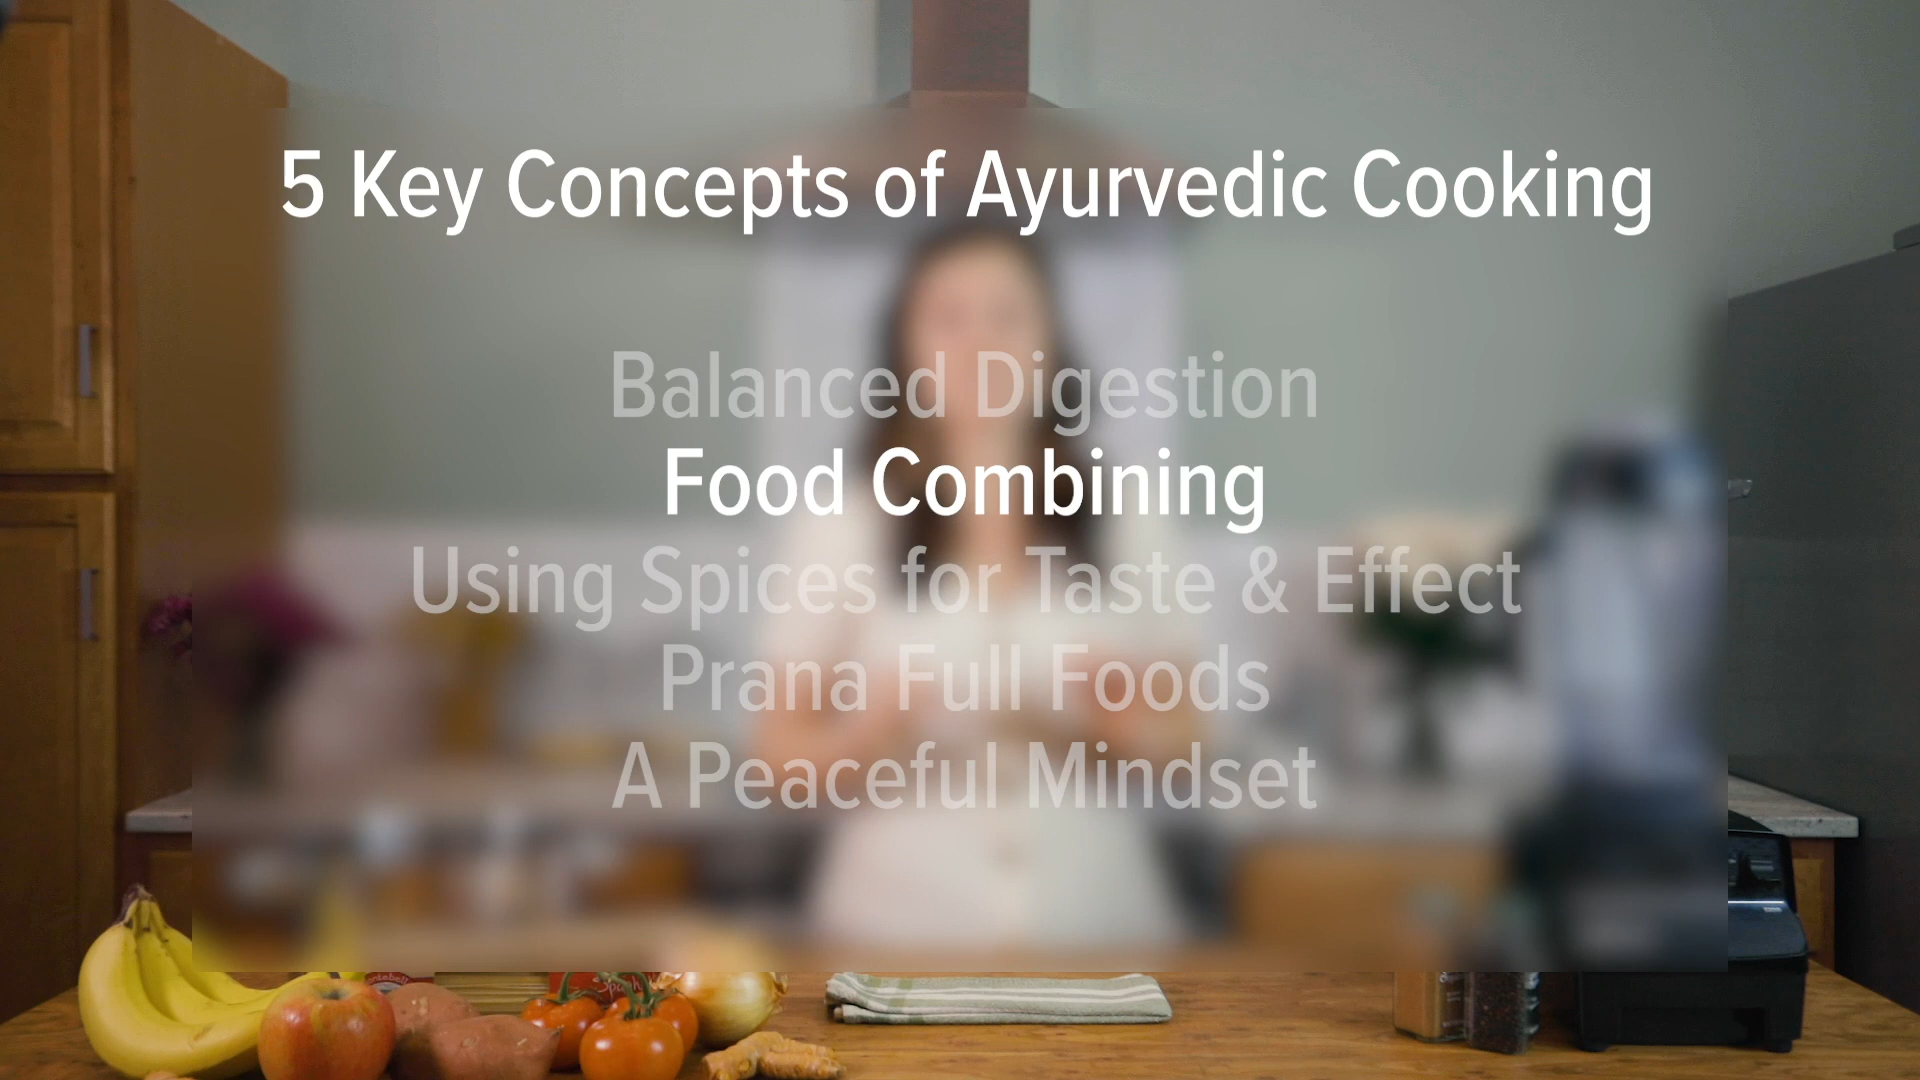 5 Key Concepts of Ayurvedic Cooking
Balanced Digestion
Food Combining
Using Spices for Taste & Effect
Prana Full Foods
A Peaceful Mindset